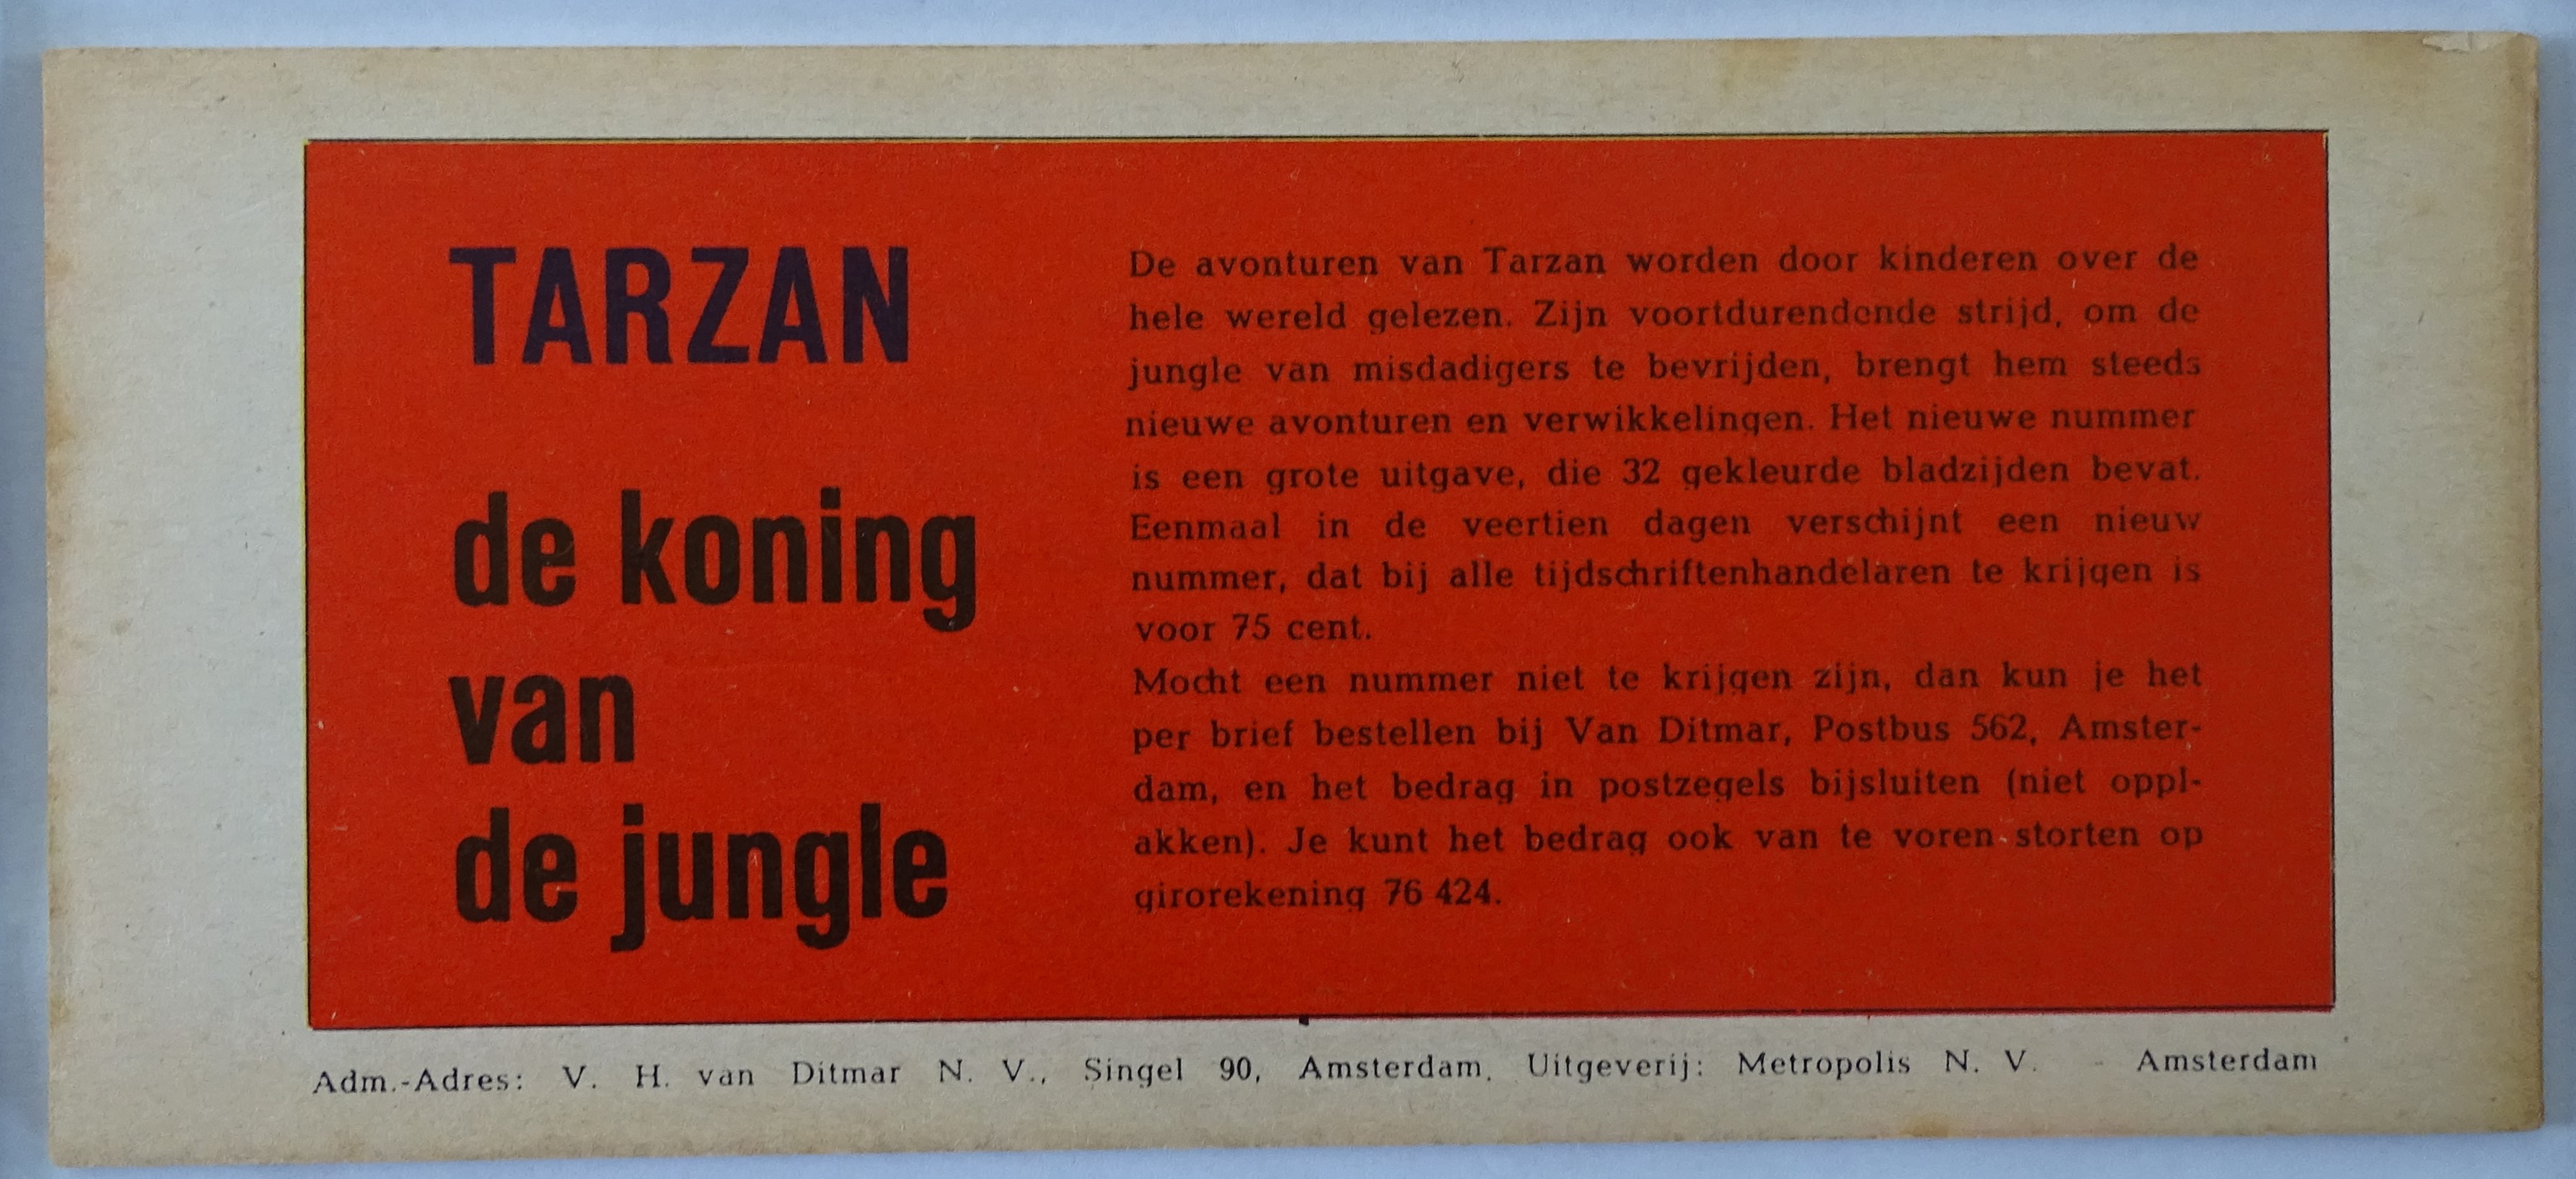 TARZAN
de koning
van
de jungle
De avonturen van Tarzan worden door kinderen over de
hele wereld gelezen. Zijn voortdurendende strijd, om de
jungle van misdadigers te bevrijden, brengt hem steeds
nieuwe avonturen en verwikkelingen. Het nieuwe nummer
is een grote uitgave, die 32 gekleurde bladzijden bevat.
Eenmaal in de veertien dagen verschijnt een nieuw
nummer, dat bij alle tijdschriftenhandelaren te krijgen is
voor 75 cent.
Mocht een nummer niet te krijgen zijn, dan kun je het
per brief bestellen bij Van Ditmar, Postbus 562, Amster-
dam, en het bedrag in postzegels bijsluiten (niet oppl-
akken). Je kunt het bedrag ook van te voren storten op
girorekening 76 424.
Adm.-Adres: V. H. van Ditmar N. V., Singel 90, Amsterdam. Uitgeverij: Metropolis N. V. - Amsterdam